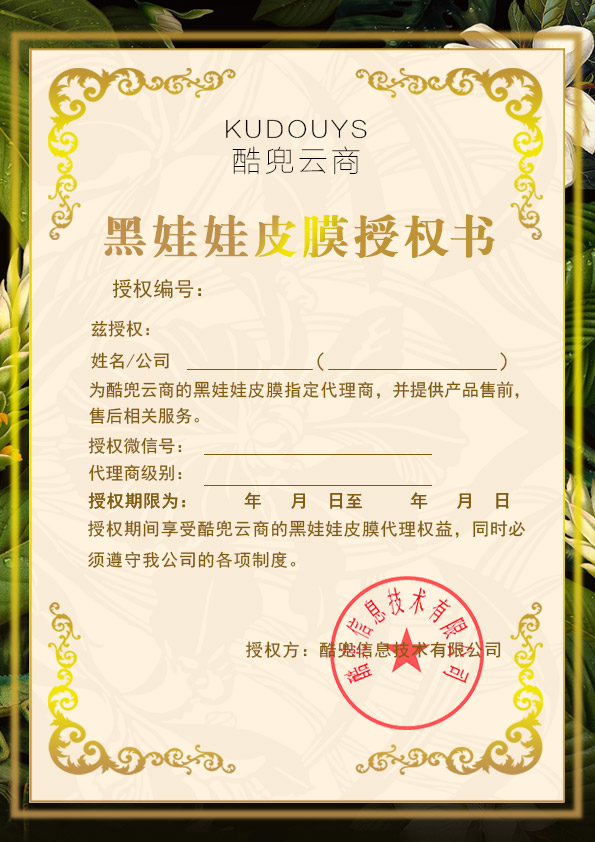 KUDOUYS
酷兜云商
黑娃娃皮膜授权书
授权编号：
兹授权：
姓名/公司 ______________（__________________）
为酷兜云商的黑娃娃皮膜指定代理商，并提供产品售前，
售后相关服务。
授权微信号：
代理商级别：
授权期限为： 年 月 日至 年 月 日
授权期间享受酷兜云商的黑娃娃皮膜代理权益，同时必
须遵守我公司的各项制度。
授权方：酷兜信息技术有限公司
酷兜信息技术有限公司